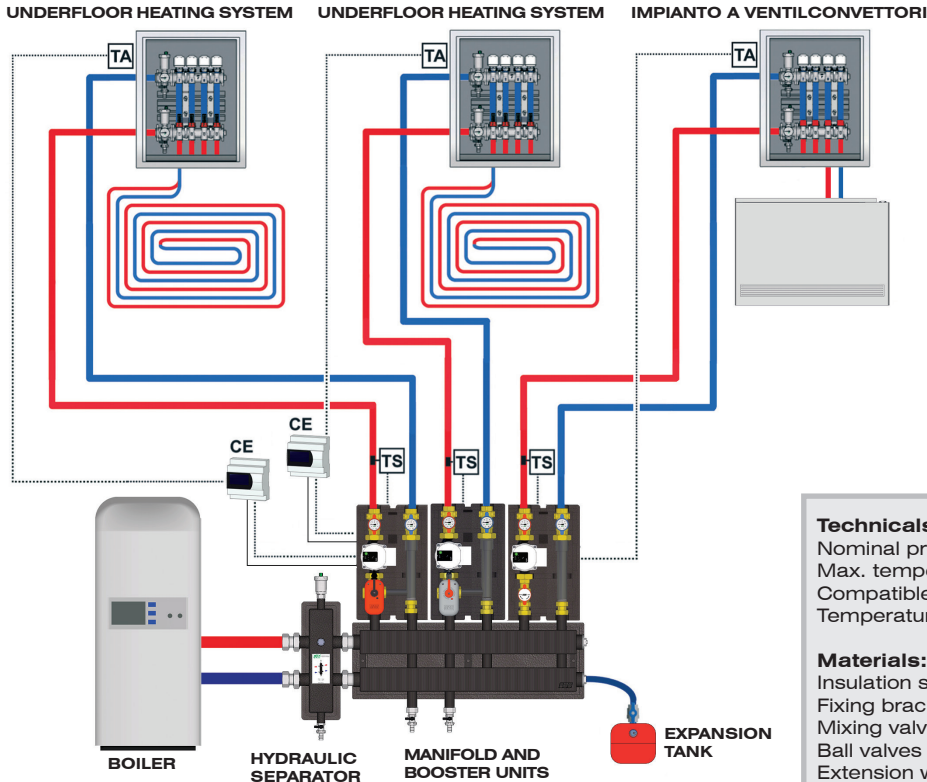 UNDERFLOOR HEATING SYSTEM
UNDERFLOOR HEATING SYSTEM
IMPIANTO A VENTILCONVETTORI
TA
TA
TA
CE
CE
TS
TS
TS
BOILER
HYDRAULIC
SEPARATOR
MANIFOLD AND
BOOSTER UNITS
EXPANSION
TANK
Technicals
Nominal pr
Max. tempe
Compatible
Temperatur
Materials:
Insulation s
Fixing brac
Mixing valv
Ball valves
Extension w